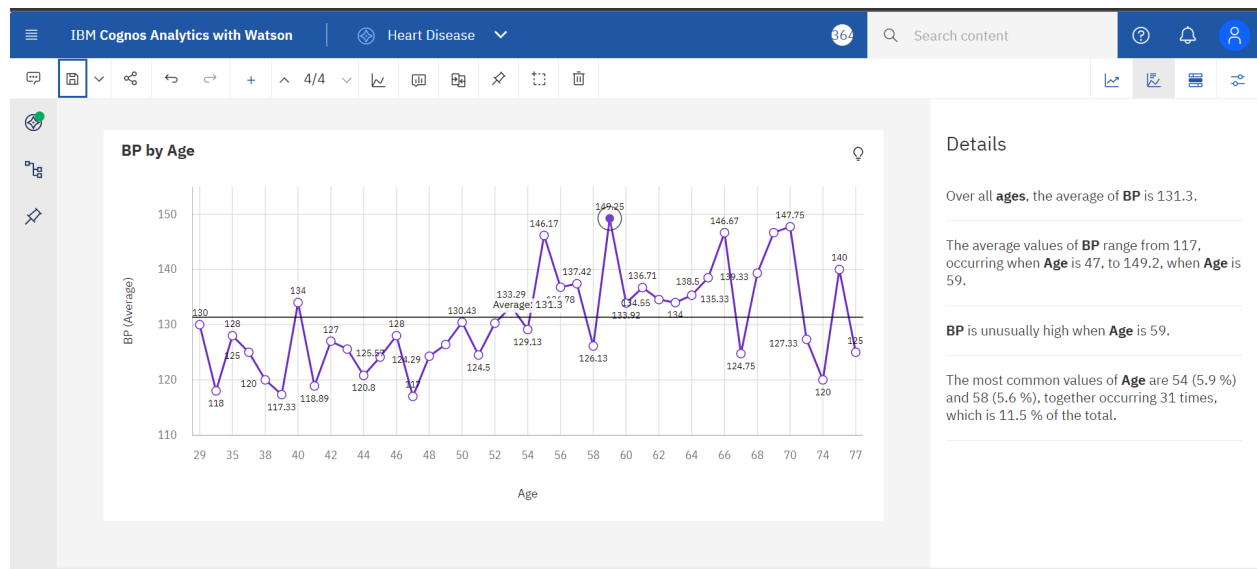 IBM Cognos Analytics with Watson
Heart Disease
364
Search content
4/4
BP by Age
Details
Over all ages, the average of BP is 131.3.
The average values of BP range from 117,
occurring when Age is 47, to 149.2, when Age is
59.
BP is unusually high when Age is 59.
The most common values of Age are 54 (5.9 %)
and 58 (5.6 %), together occurring 31 times,
which is 11.5 % of the total.
BP (Average)
150
140
130
120
110
130
118
128
125
120
117.33
134
118.89
127
125.57
120.8
124.29
128
117
130.43
124.5
133.29
Average: 131.3
129.13
146.17
137.42
126.13
149.25
133.92
136.71
134.55
134
138.5
135.33
146.67
139.33
124.75
147.75
127.33
120
140
125
29 35 38 40 42 44 46 48 50 52 54 56 58 60 62 64 66 68 70 74 77
Age